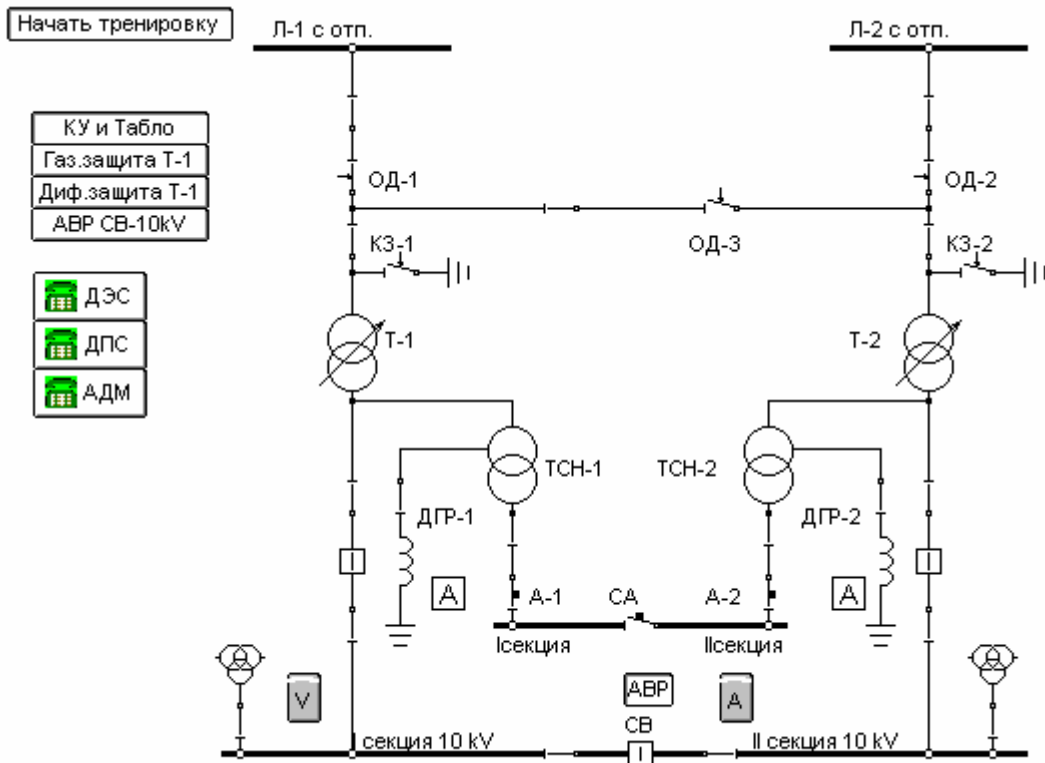 Начать тренировку
Л-1 с отп.
Л-2 с отп.
КУ и Табло
Газ.защита Т-1
Диф.защита Т-1
АВР СВ-10kV
ОД-1
ОД-2
ОД-3
КЗ-1
КЗ-2
ДЭС
ДПС
АДМ
Т-1
Т-2
ТСН-1
ТСН-2
ДГР-1
ДГР-2
А
А-1
СА
А-2
А
Iсекция
IIсекция
V
АВР
А
СВ
I секция 10 kV
II секция 10 kV